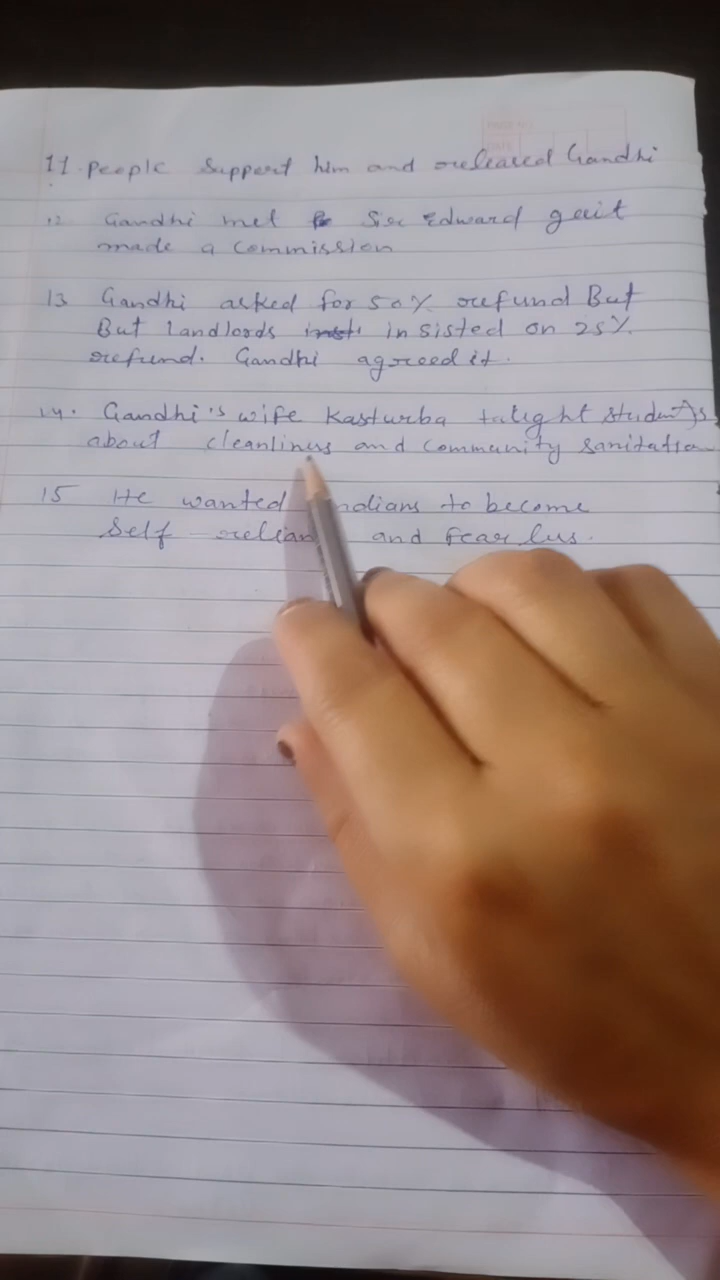 11. People Support him and released Gandhi
12 Gandhi met Sir Edward gait
made a commission
13 Gandhi asked for 50% refund But
But landlords insisted on 25%
refund. Gandhi agreed it.
14. Gandhi's wife Kasturba taught students
about cleanlinus and community sanitation
15 He wanted ndians to become
Self relian and fearlus.